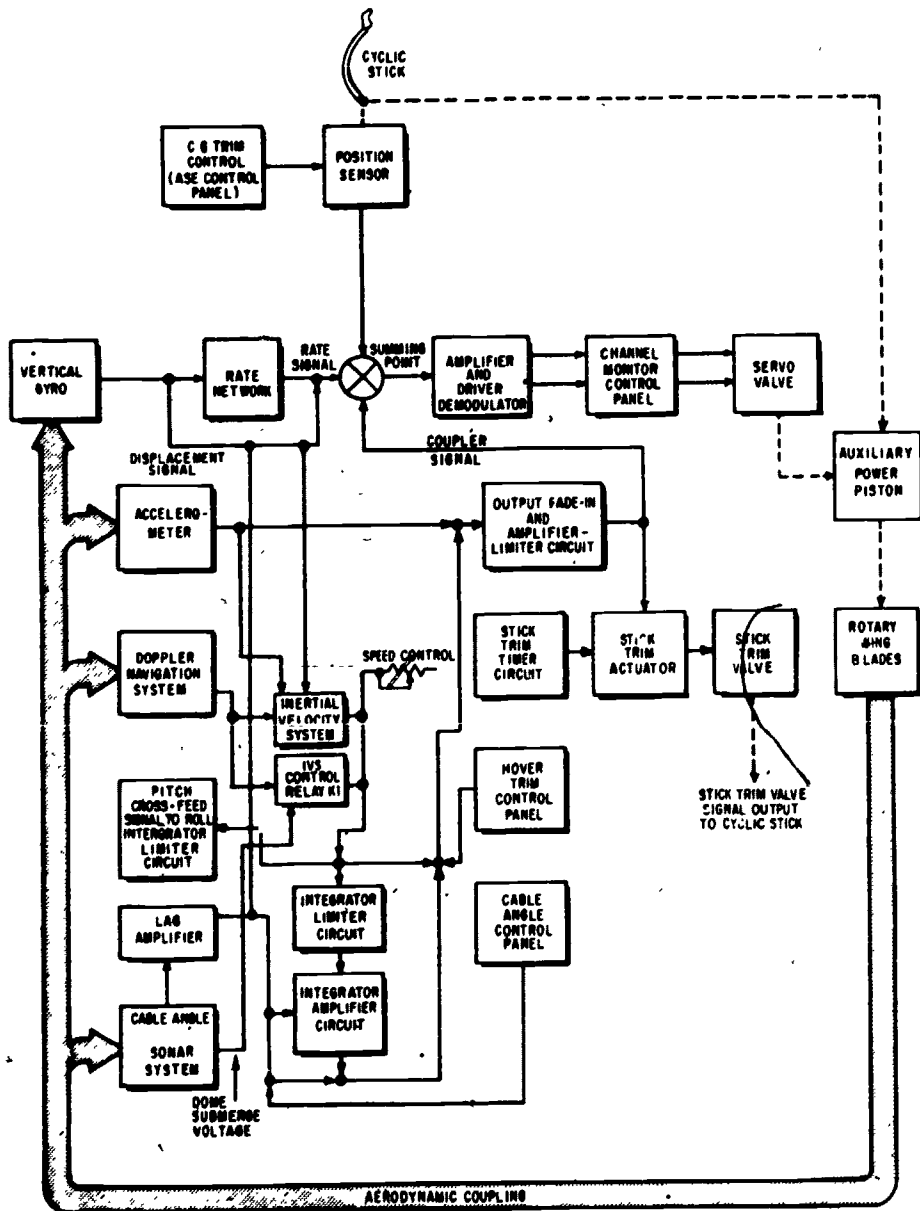 CYCLIC
STICK
C G TRIM
CONTROL
(ASE CONTROL
PANEL)
POSITION
SENSOR
VERTICAL
GYRO
RATE
NETWORK
RATE
SIGNAL
SUMMING
POINT
AMPLIFIER
AND
DRIVER
DEMODULATOR
CHANNEL
MONITOR
CONTROL
PANEL
SERVO
VALVE
DISPLACEMENT
SIGNAL
COUPLER
SIGNAL
AUXILIARY
POWER
PISTON
ACCELERO-
METER
OUTPUT FADE-IN
AND
AMPLIFIER-
LIMITER CIRCUIT
DOPPLER
NAVIGATION
SYSTEM
SPEED CONTROL
INERTIAL
VELOCITY
SYSTEM
STICK
TRIM
TIMER
CIRCUIT
STICK
TRIM
ACTUATOR
STICK
TRIM
VALVE
ROTARY
WING
BLADES
IVS
CONTROL
RELAY K1
PITCH
CROSS-FEED
SIGNAL TO ROLL
INTERGRATOR
LIMITER
CIRCUIT
HOVER
TRIM
CONTROL
PANEL
STICK TRIM VALVE
SIGNAL OUTPUT
TO CYCLIC STICK
INTEGRATOR
LIMITER
CIRCUIT
CABLE
ANGLE
CONTROL
PANEL
LAG
AMPLIFIER
INTEGRATOR
AMPLIFIER
CIRCUIT
CABLE ANGLE
SONAR
SYSTEM
DOME
SUBMERGE
VOLTAGE
AERODYNAMIC COUPLING